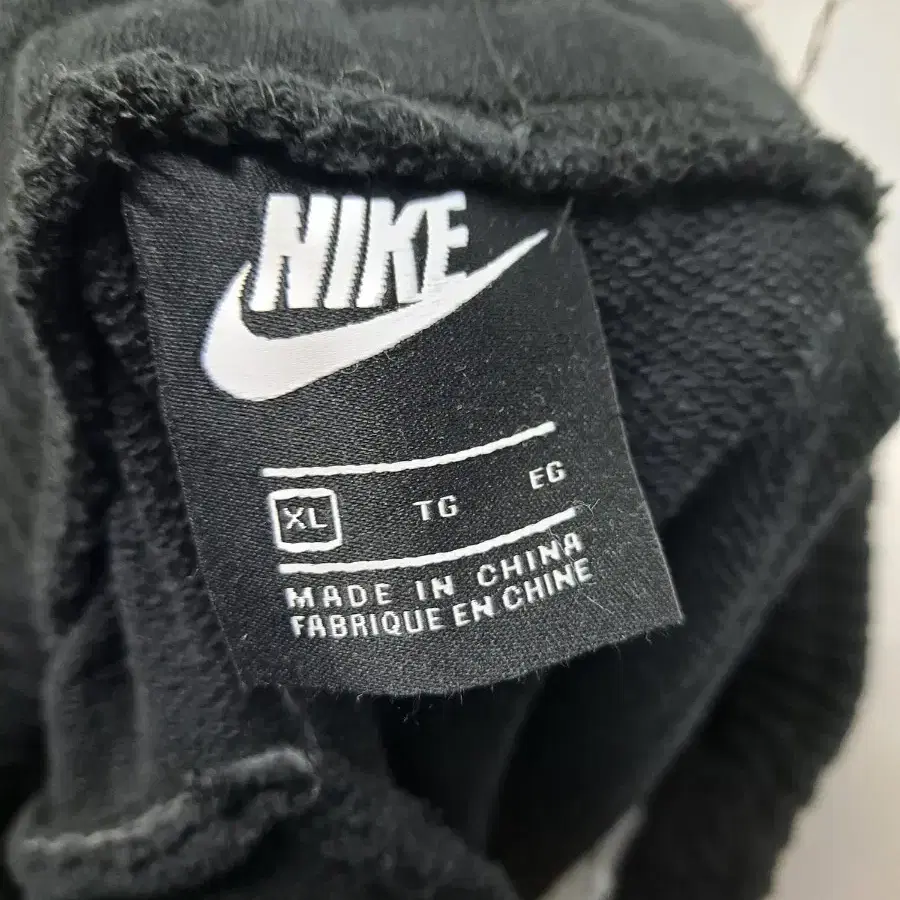 NIKE
XL TG EG
MADE IN CHINA
FABRIQUE EN CHINE